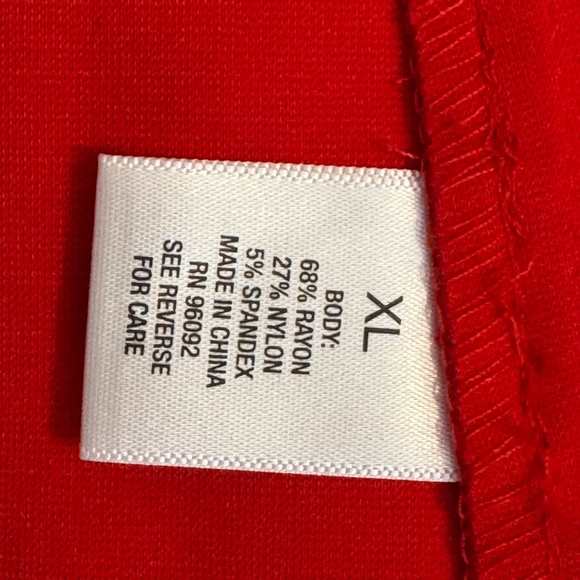 XL
BODY:
68% RAYON
27% NYLON
5% SPANDEX
MADE IN CHINA
RN 96092
SEE REVERSE
FOR CARE